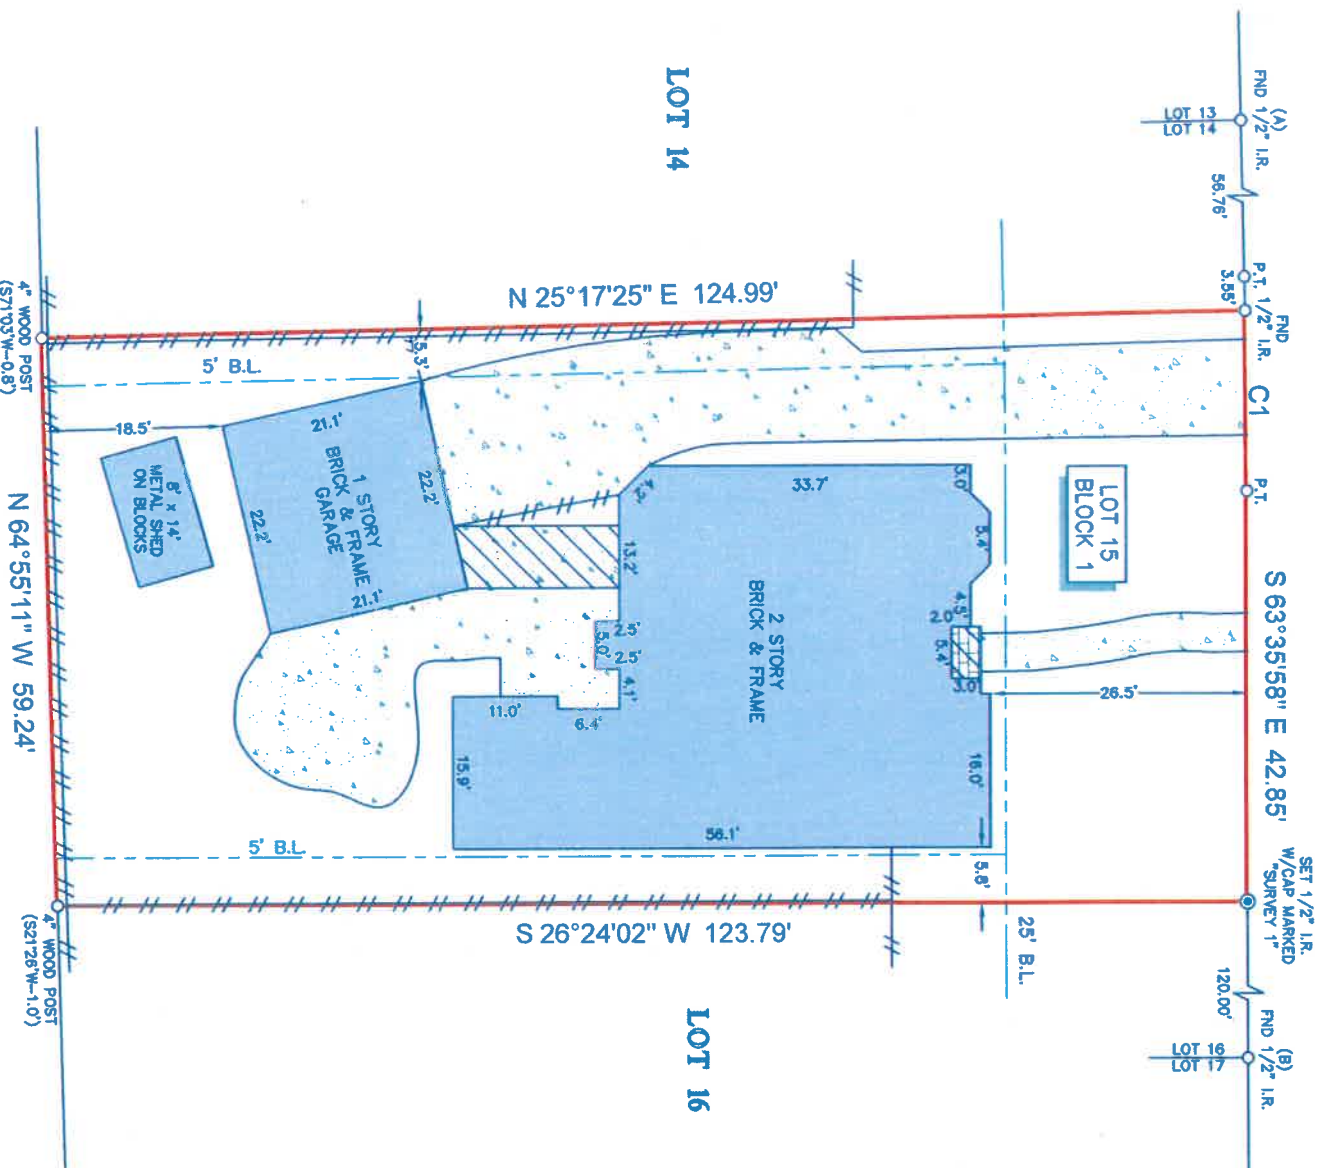 (A)
FND 1/2" I.R.
LOT 13
LOT 14
56.76'
P.T.
3.55'
FND
1/2" I.R.
C1
P.T.
S 63°35'58" E 42.85'
SET 1/2" I.R.
W/CAP MARKED
"SURVEY 1"
120.00'
(B)
FND 1/2" I.R.
LOT 16
LOT 17
LOT 14
N 25°17'25" E 124.99'
LOT 15
BLOCK 1
26.5'
25' B.L.
3.0'
5.4'
4.5'
2.0'
5.4'
3.0'
16.0'
5.8'
33.7'
4.2'
2 STORY
BRICK & FRAME
56.1'
13.2'
2.5'
5.0'
2.5'
4.1'
6.4'
11.0'
15.9'
5.3'
5' B.L.
22.2'
21.1'
1 STORY
BRICK & FRAME
GARAGE
21.1'
22.2'
18.5'
8' x 14'
METAL SHED
ON BLOCKS
5' B.L.
S 26°24'02" W 123.79'
LOT 16
4" WOOD POST
(S71°03'W-0.8')
N 64°55'11" W 59.24'
4" WOOD POST
(S21°26'W-1.0')